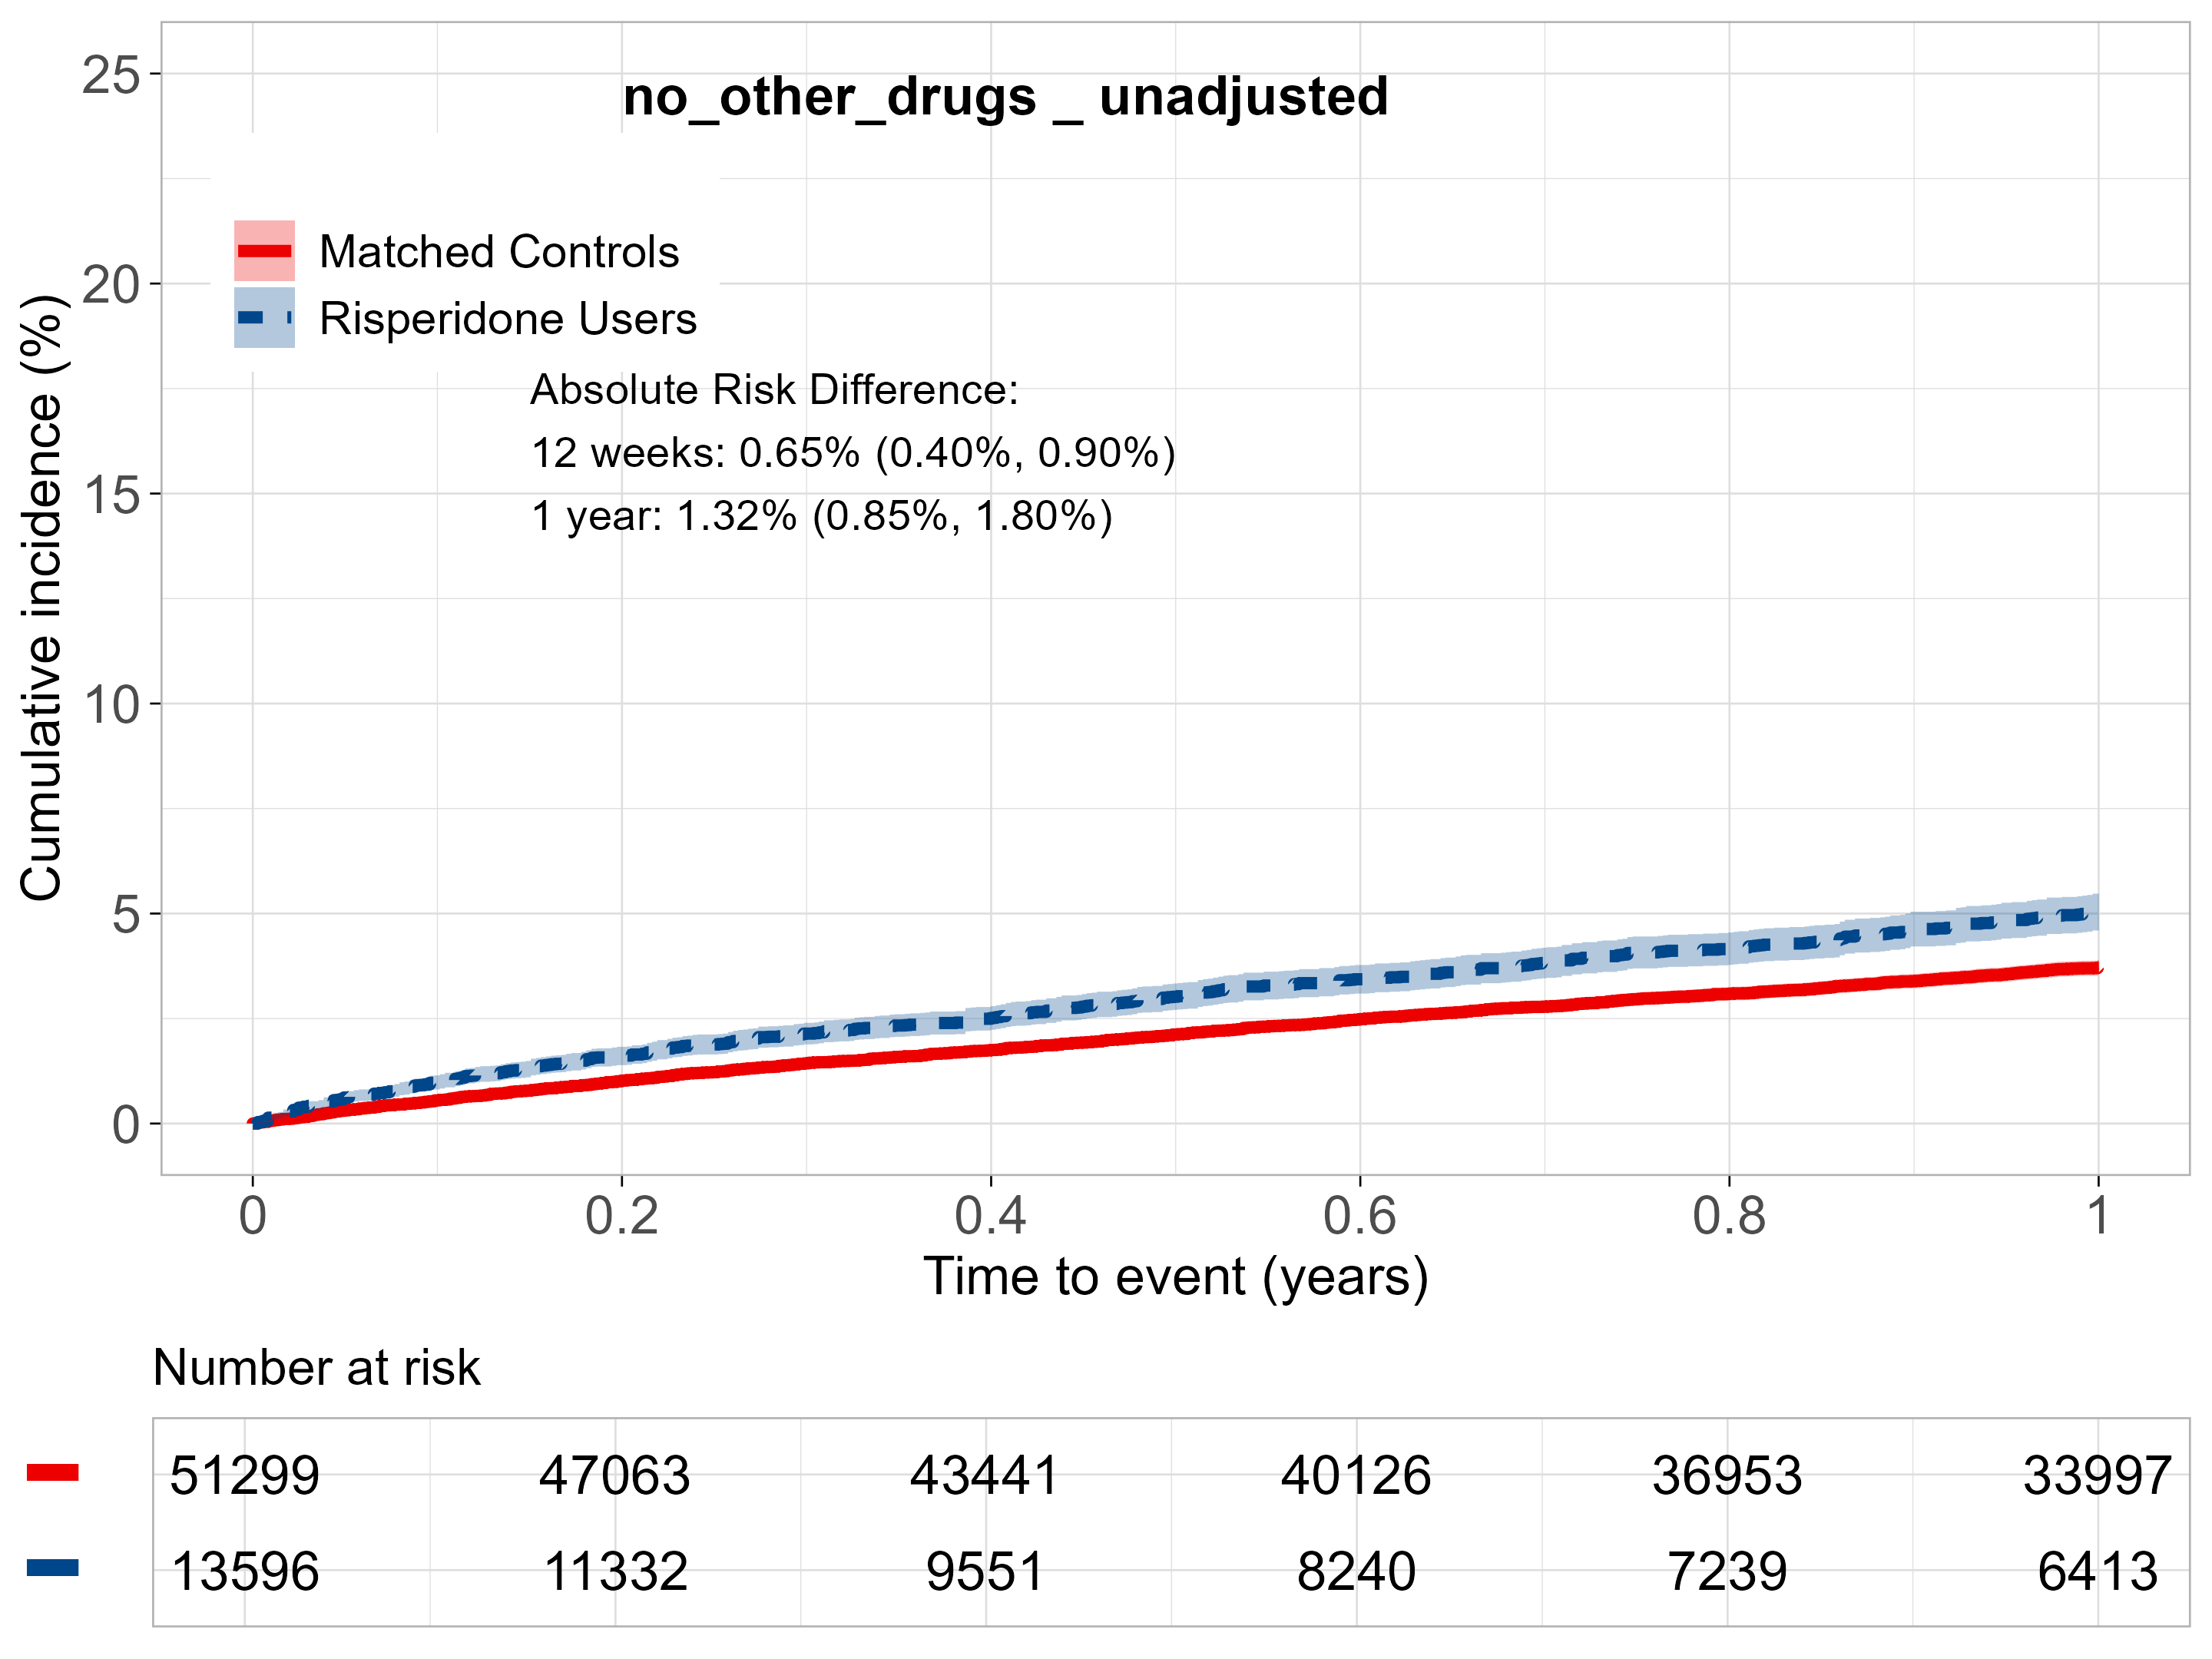 no_other_drugs _ unadjusted
Matched Controls
Risperidone Users
Absolute Risk Difference:
12 weeks: 0.65% (0.40%, 0.90%)
1 year: 1.32% (0.85%, 1.80%)
Cumulative incidence (%)
25
20
15
10
5
0
0 0.2 0.4 0.6 0.8 1
Time to event (years)
Number at risk
51299 47063 43441 40126 36953 33997
13596 11332 9551 8240 7239 6413